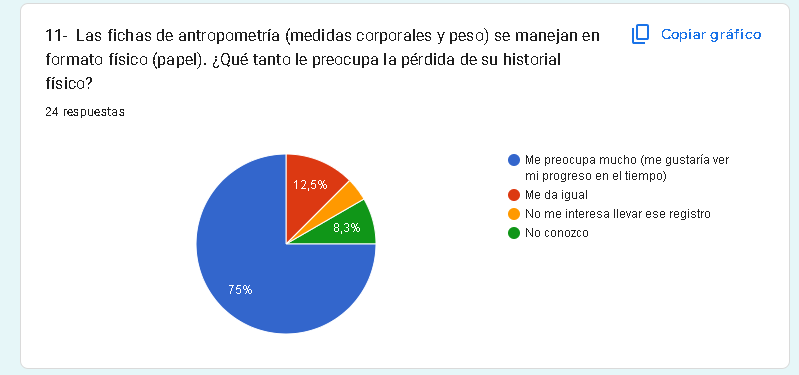 11-  Las fichas de antropometría (medidas corporales y peso) se manejan en
formato físico (papel). ¿Qué tanto le preocupa la pérdida de su historial
físico?
Copiar gráfico
24 respuestas
12,5%
8,3%
75%
Me preocupa mucho (me gustaría ver
mi progreso en el tiempo)
Me da igual
No me interesa llevar ese registro
No conozco